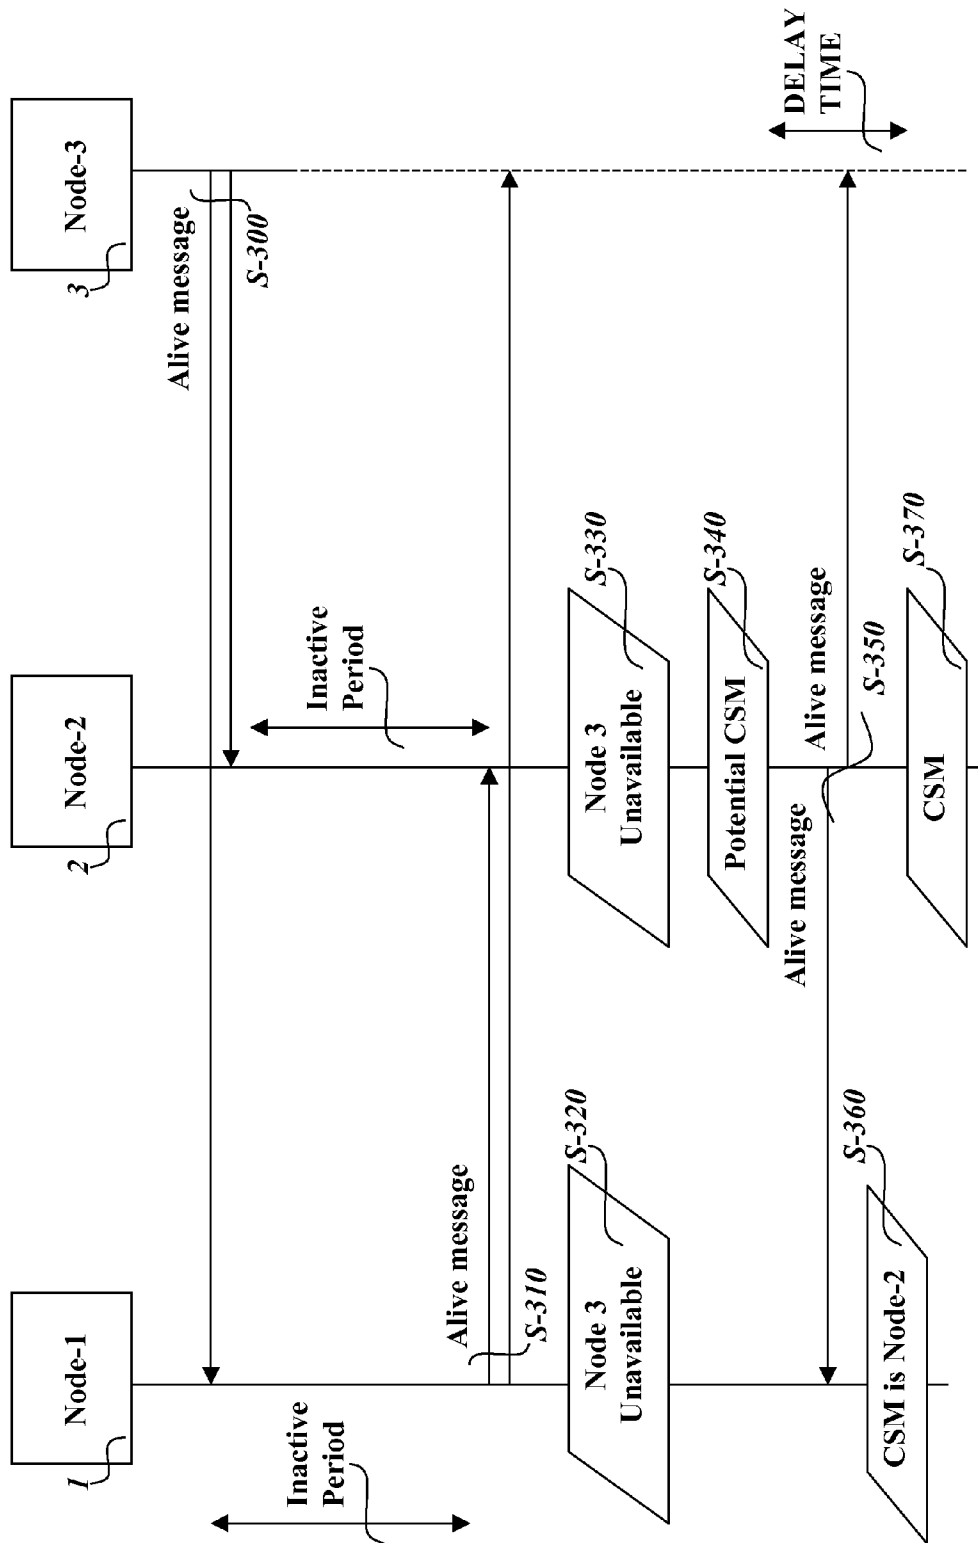 Node-1
1
Node-2
2
Node-3
3
Alive message
S-300
Inactive
Period
Inactive
Period
Alive message
S-310
Node 3
Unavailable
S-320
Node 3
Unavailable
S-330
Potential CSM
S-340
Alive message
Alive message
S-350
DELAY
TIME
CSM is Node-2
S-360
CSM
S-370